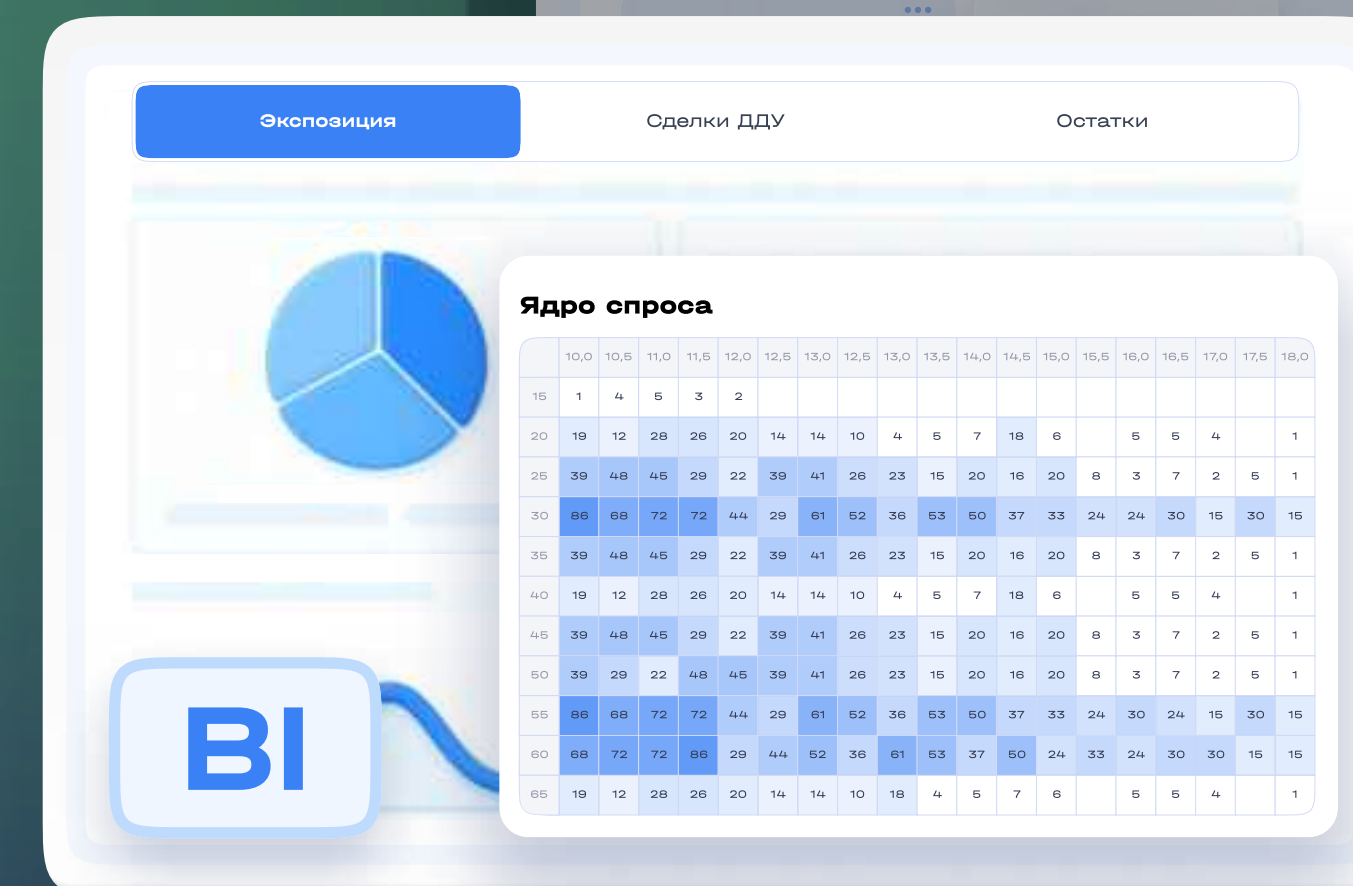 Экспозиция Сделки ДДУ Остатки
Ядро спроса
10,0 10,5 11,0 11,5 12,0 12,5 13,0 12,5 13,0 13,5 14,0 14,5 15,0 15,5 16,0 16,5 17,0 17,5 18,0
15 1 4 5 3 2
20 19 12 28 26 20 14 14 10 4 5 7 18 6 5 5 4 1
25 39 48 45 29 22 39 41 26 23 15 20 16 20 8 3 7 2 5 1
30 86 68 72 72 44 29 61 52 36 53 50 37 33 24 24 30 15 30 15
35 39 48 45 29 22 39 41 26 23 15 20 16 20 8 3 7 2 5 1
40 19 12 28 26 20 14 14 10 4 5 7 18 6 5 5 4 1
45 39 48 45 29 22 39 41 26 23 15 20 16 20 8 3 7 2 5 1
50 39 29 22 48 45 39 41 26 23 15 20 16 20 8 3 7 2 5 1
55 86 68 72 72 44 29 61 52 36 53 50 37 33 24 30 24 15 30 15
60 68 72 72 86 29 44 52 36 61 53 37 50 24 33 24 30 30 15 15
65 19 12 28 26 20 14 14 10 18 4 5 7 6 5 5 4 1
BI